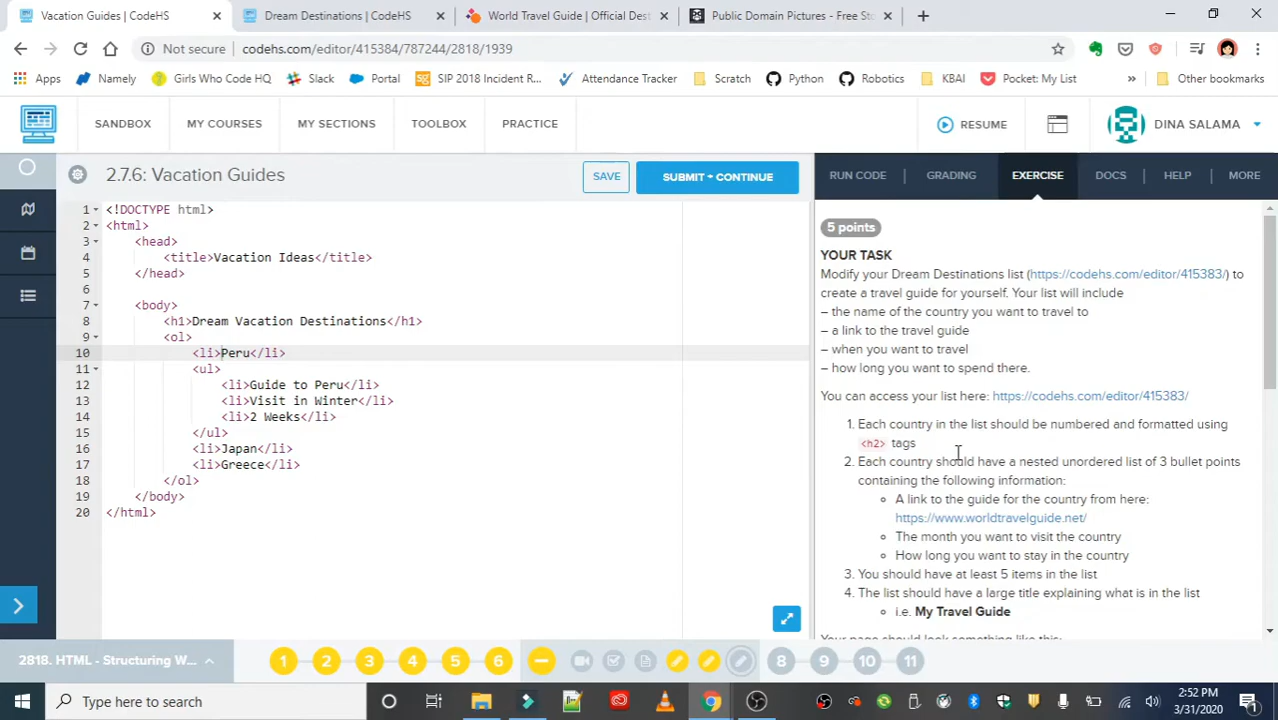 Vacation Guides | CodeHS
Dream Destinations | CodeHS
World Travel Guide | Official Dest
Public Domain Pictures - Free Sto
Not secure
codehs.com/editor/415384/787244/2818/1939
Apps
Namely
Girls Who Code HQ
Slack
Portal
SIP 2018 Incident R...
Attendance Tracker
Scratch
Python
Robotics
KBAI
Pocket: My List
»
Other bookmarks
SANDBOX
MY COURSES
MY SECTIONS
TOOLBOX
PRACTICE
RESUME
DINA SALAMA
2.7.6: Vacation Guides
SAVE
SUBMIT + CONTINUE
RUN CODE
GRADING
EXERCISE
DOCS
HELP
MORE
1 <!DOCTYPE html>
2 <html>
3 <head>
4 <title>Vacation Ideas</title>
5 </head>
6
7 <body>
8 <h1>Dream Vacation Destinations</h1>
9 <ol>
10 <li>Peru</li>
11 <ul>
12 <li>Guide to Peru</li>
13 <li>Visit in Winter</li>
14 <li>2 Weeks</li>
15 </ul>
16 <li>Japan</li>
17 <li>Greece</li>
18 </ol>
19 </body>
20 </html>
5 points
YOUR TASK
Modify your Dream Destinations list (https://codehs.com/editor/415383/) to
create a travel guide for yourself. Your list will include
– the name of the country you want to travel to
– a link to the travel guide
– when you want to travel
– how long you want to spend there.
You can access your list here: https://codehs.com/editor/415383/
1. Each country in the list should be numbered and formatted using
<h2> tags
2. Each country should have a nested unordered list of 3 bullet points
containing the following information:
A link to the guide for the country from here:
https://www.worldtravelguide.net/
The month you want to visit the country
How long you want to stay in the country
3. You should have at least 5 items in the list
4. The list should have a large title explaining what is in the list
i.e. My Travel Guide
Your page should look something like this:
2818. HTML - Structuring W...
1 2 3 4 5 6 8 9 10 11
Type here to search
2:52 PM
3/31/2020